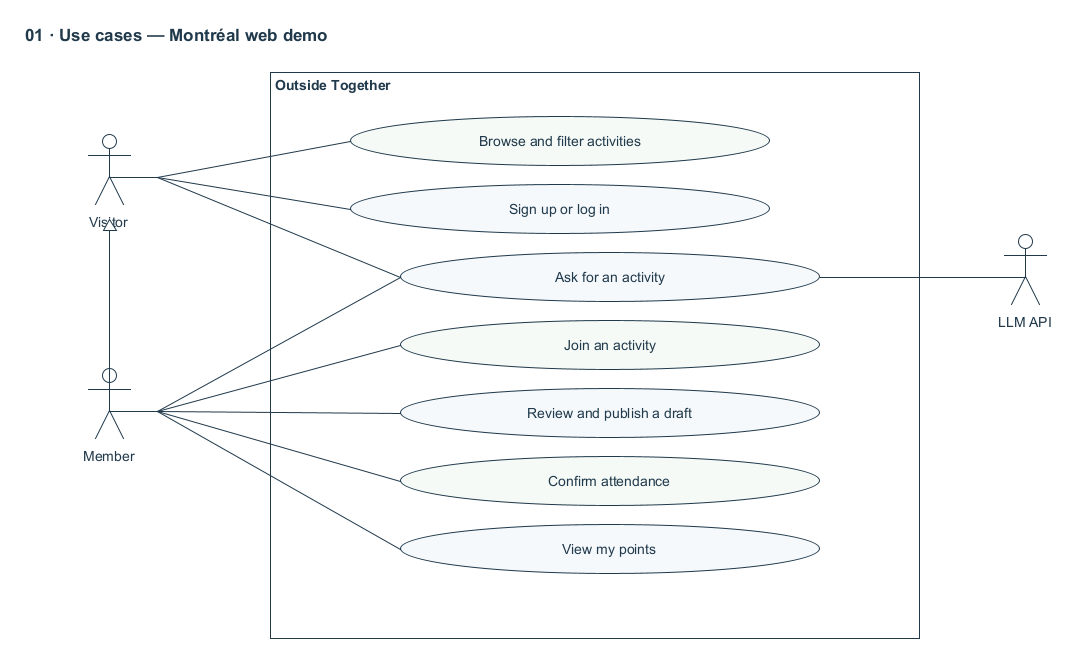 01 · Use cases — Montréal web demo
Outside Together
Browse and filter activities
Sign up or log in
Visitor
Ask for an activity
LLM API
Join an activity
Review and publish a draft
Member
Confirm attendance
View my points